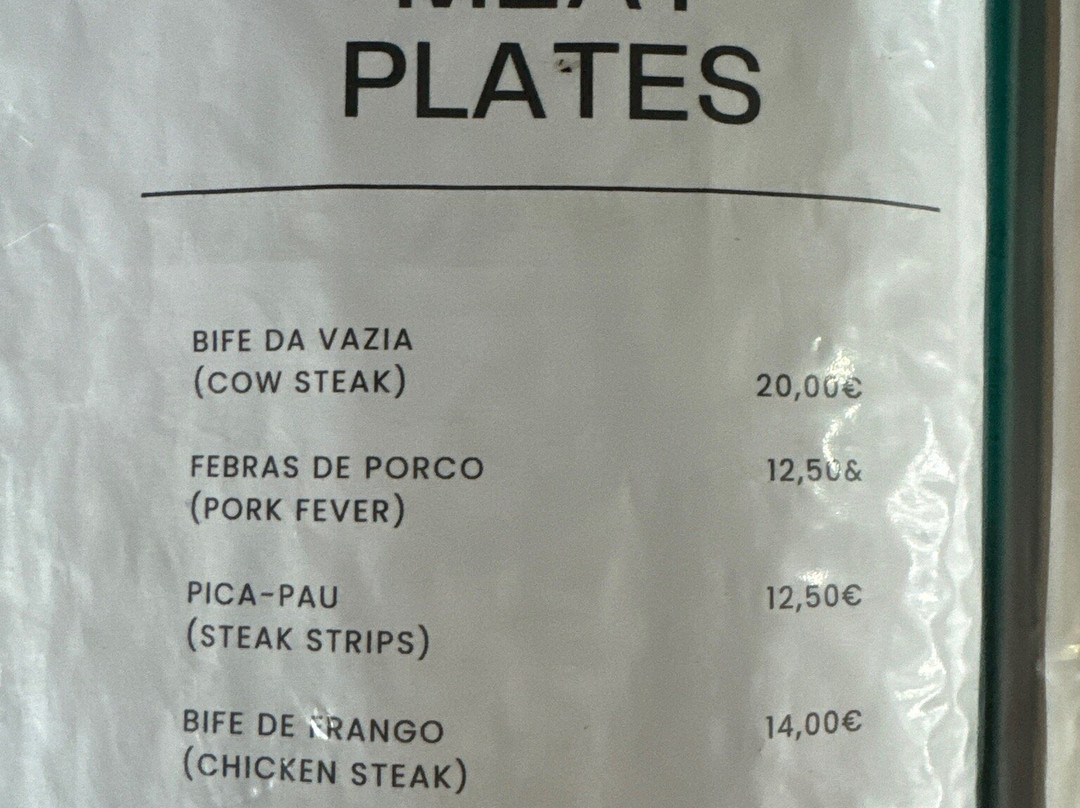 MEAT
PLATES
BIFE DA VAZIA
(COW STEAK) 20,00€
FEBRAS DE PORCO 12,50&
(PORK FEVER)
PICA-PAU 12,50€
(STEAK STRIPS)
BIFE DE FRANGO 14,00€
(CHICKEN STEAK)